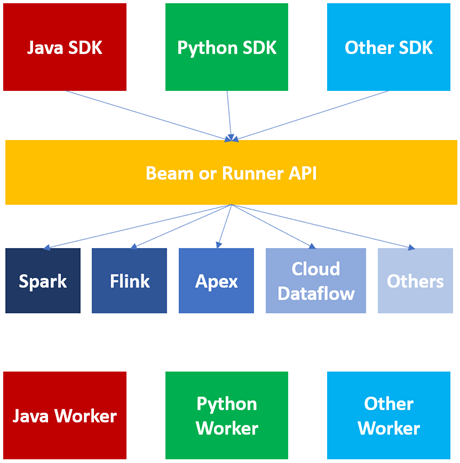 Java SDK
Python SDK
Other SDK
Beam or Runner API
Spark
Flink
Apex
Cloud
Dataflow
Others
Java Worker
Python
Worker
Other
Worker